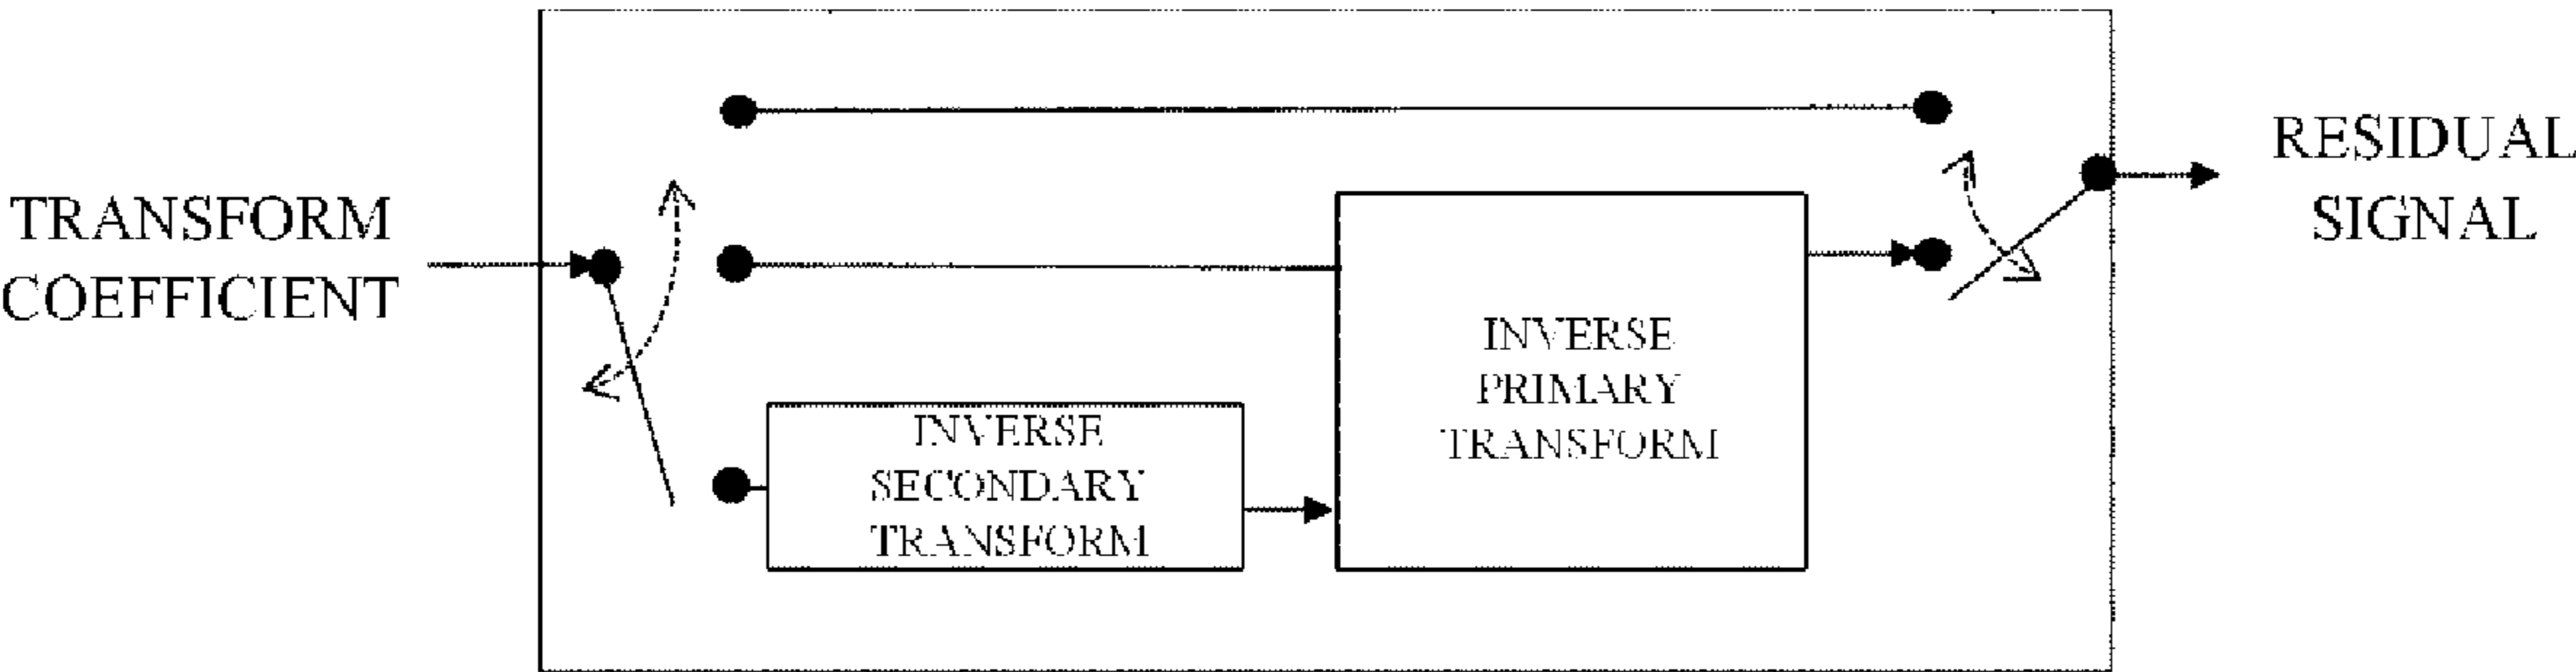 TRANSFORM
COEFFICIENT
INVERSE
SECONDARY
TRANSFORM
INVERSE
PRIMARY
TRANSFORM
RESIDUAL
SIGNAL